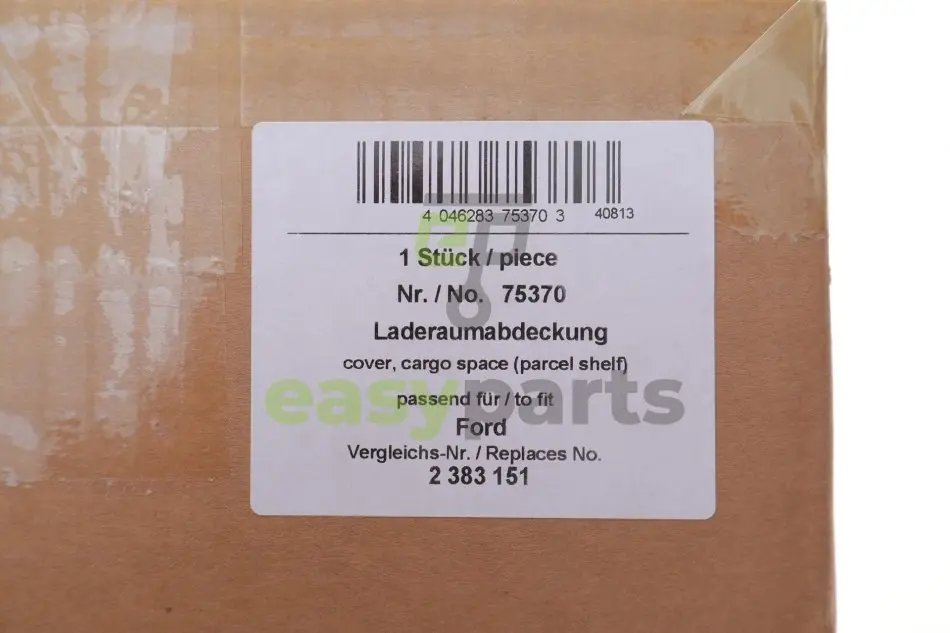 4 046283 75370 3 40813
1 Stück / piece
Nr. / No. 75370
Laderaumabdeckung
cover, cargo space (parcel shelf)
easyparts
passend für / to fit
Ford
Vergleichs-Nr. / Replaces No.
2 383 151